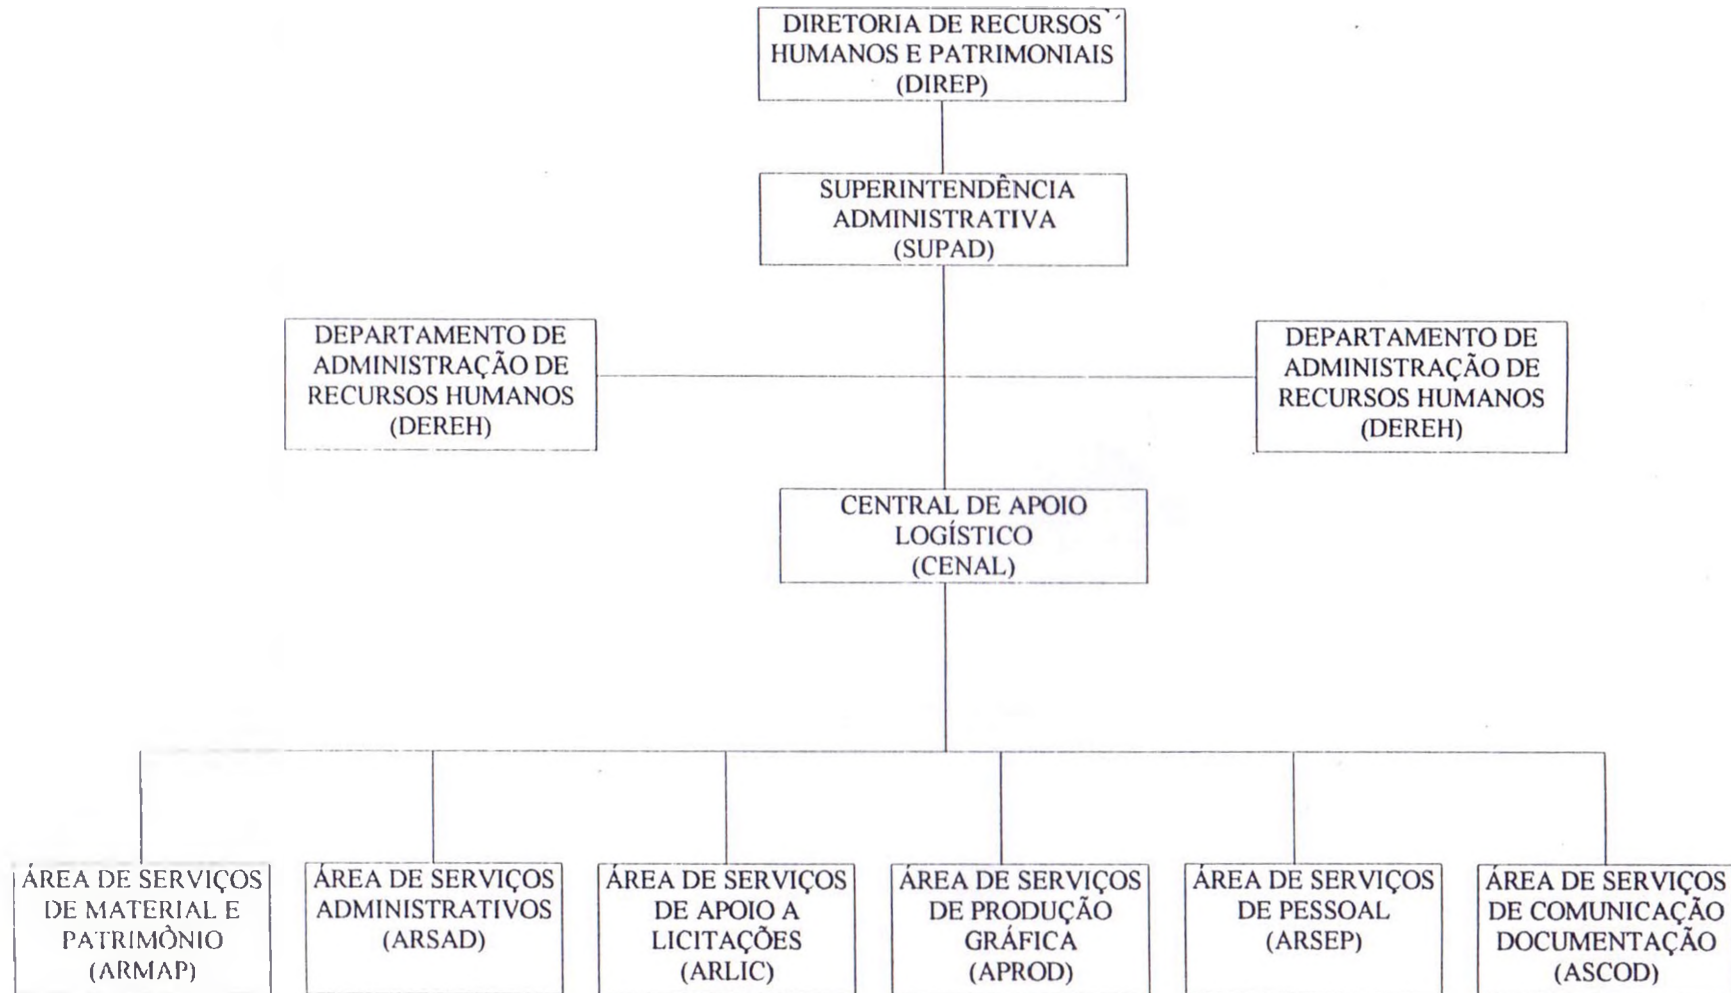 DIRETORIA DE RECURSOS
HUMANOS E PATRIMONIAIS
(DIREP)
SUPERINTENDÊNCIA
ADMINISTRATIVA
(SUPAD)
DEPARTAMENTO DE
ADMINISTRAÇÃO DE
RECURSOS HUMANOS
(DEREH)
DEPARTAMENTO DE
ADMINISTRAÇÃO DE
RECURSOS HUMANOS
(DEREH)
CENTRAL DE APOIO
LOGÍSTICO
(CENAL)
ÁREA DE SERVIÇOS
DE MATERIAL E
PATRIMÔNIO
(ARMAP)
ÁREA DE SERVIÇOS
ADMINISTRATIVOS
(ARSAD)
ÁREA DE SERVIÇOS
DE APOIO A
LICITAÇÕES
(ARLIC)
ÁREA DE SERVIÇOS
DE PRODUÇÃO
GRÁFICA
(APROD)
ÁREA DE SERVIÇOS
DE PESSOAL
(ARSEP)
ÁREA DE SERVIÇOS
DE COMUNICAÇÃO
DOCUMENTAÇÃO
(ASCOD)